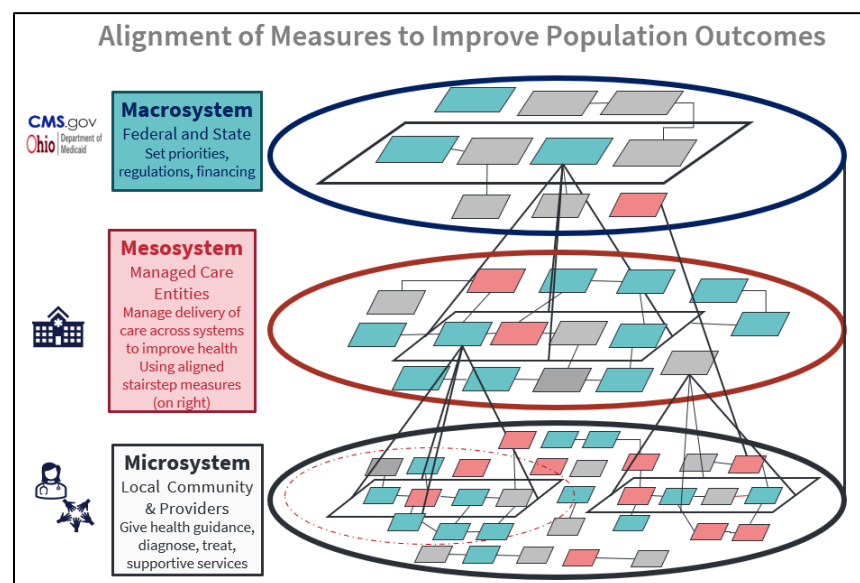 Alignment of Measures to Improve Population Outcomes
CMS.gov
Ohio | Department of
Medicaid
Macrosystem
Federal and State
Set priorities,
regulations, financing
Mesosystem
Managed Care
Entities
Manage delivery of
care across systems
to improve health
Using aligned
stairstep measures
(on right)
Microsystem
Local Community
& Providers
Give health guidance,
diagnose, treat,
supportive services